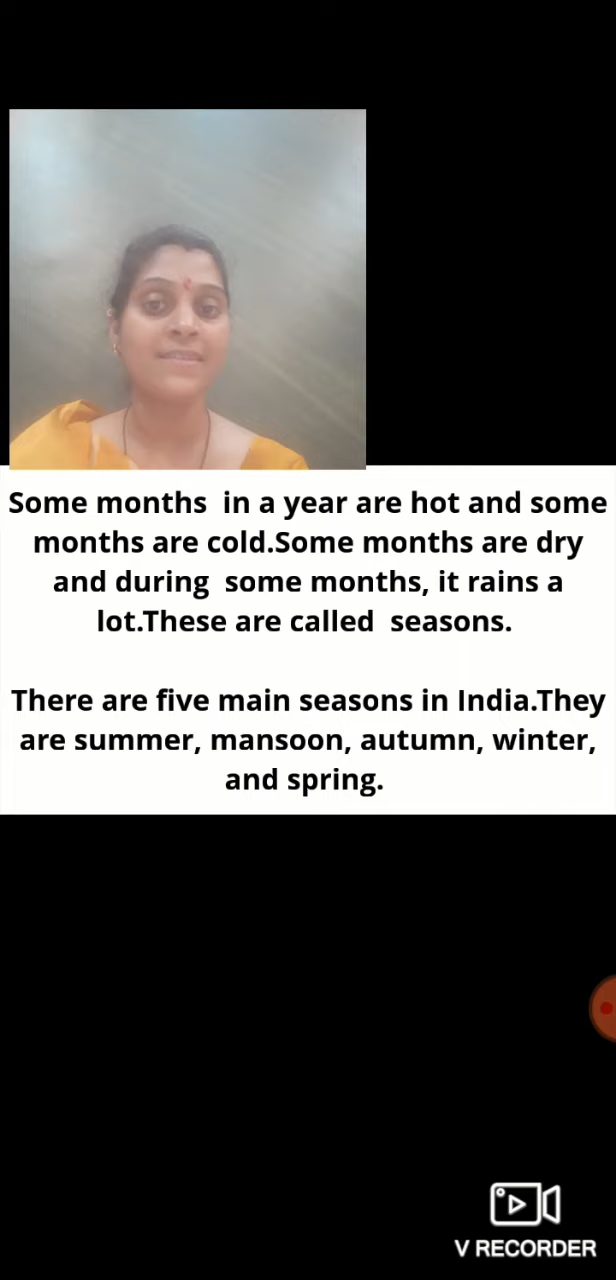 Some months  in a year are hot and some
months are cold.Some months are dry
and during  some months, it rains a
lot.These are called  seasons.
There are five main seasons in India.They
are summer, mansoon, autumn, winter,
and spring.
V RECORDER